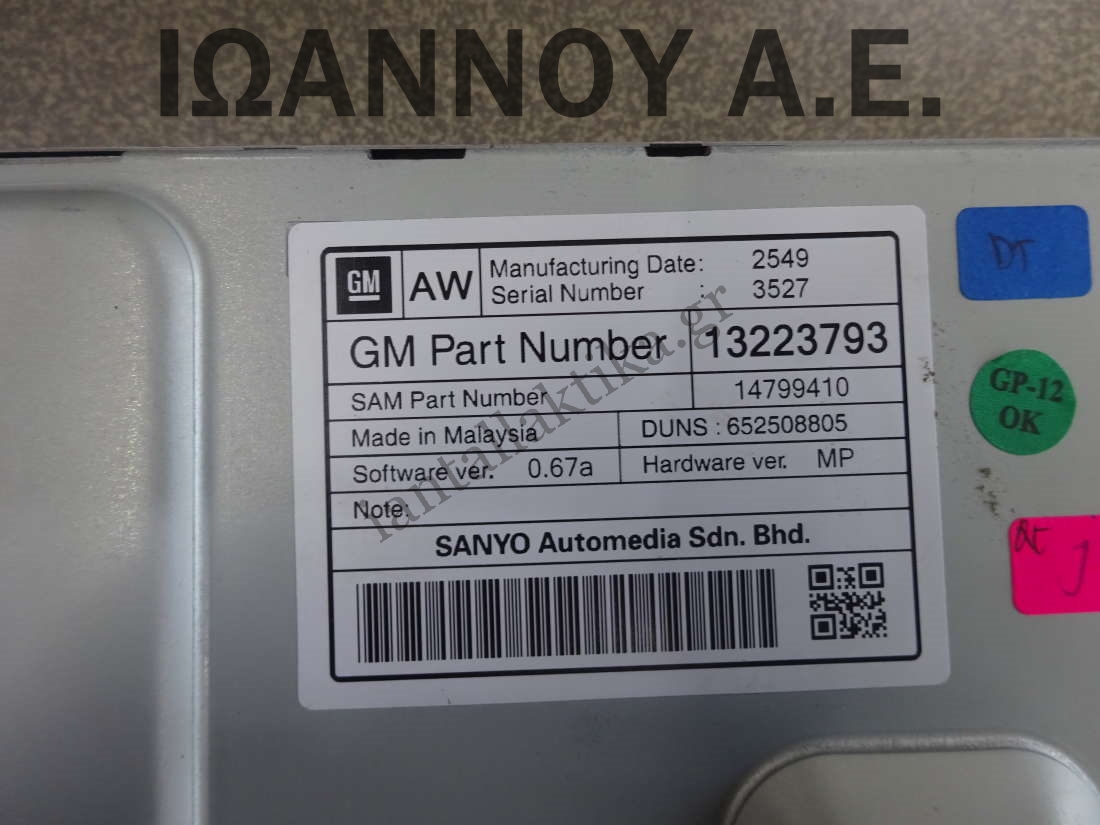 ΙΩΑΝΝΟΥ Α.Ε.
GM AW Manufacturing Date: 2549
Serial Number : 3527
GM Part Number 13223793
SAM Part Number 14799410
Made in Malaysia DUNS : 652508805
Software ver. 0.67a Hardware ver. MP
Note:
SANYO Automedia Sdn. Bhd.
iantallaktika.gr
DT
GP-12
OK